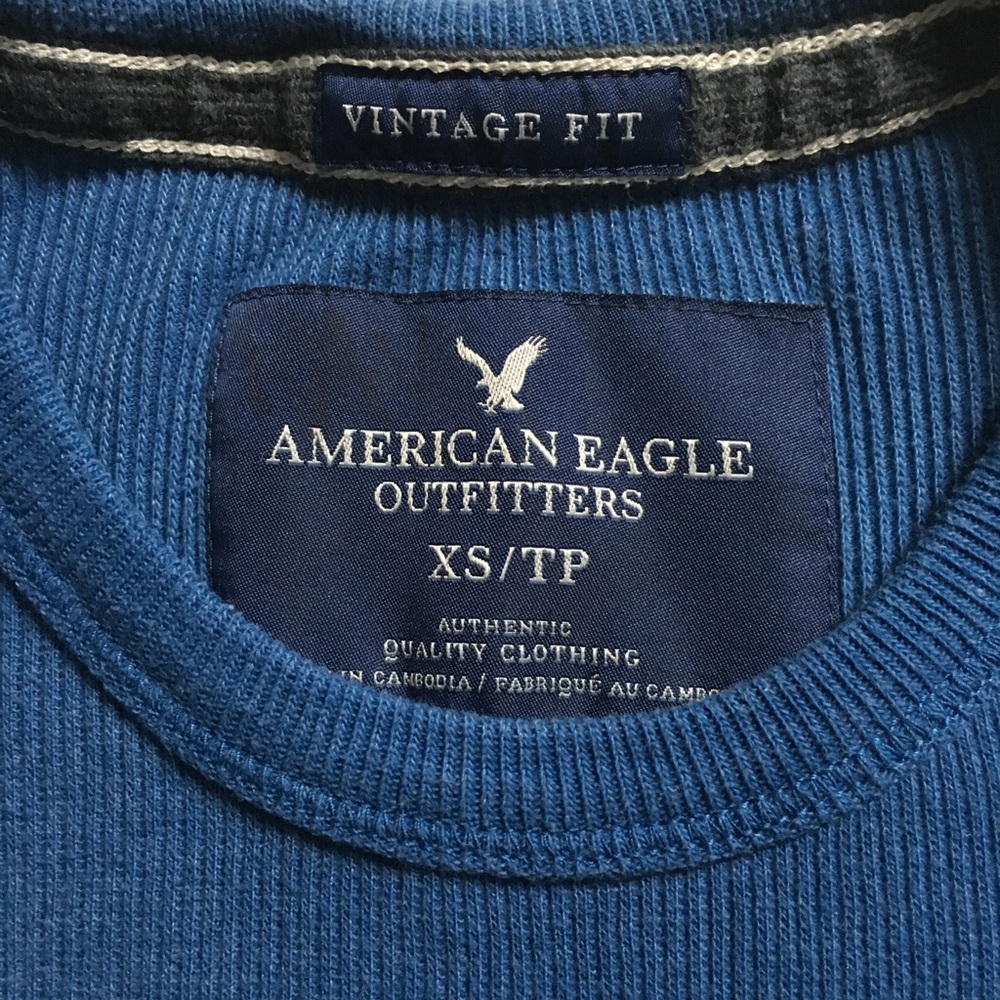 VINTAGE FIT
AMERICAN EAGLE
OUTFITTERS
XS/TP
AUTHENTIC
QUALITY CLOTHING
IN CAMBODIA / FABRIQUÉ AU